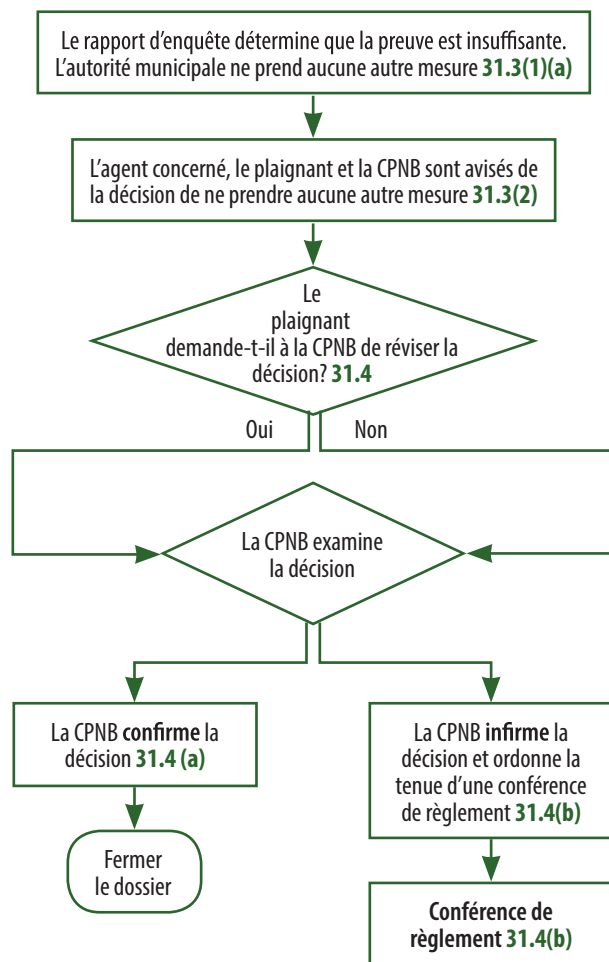 Le rapport d'enquête détermine que la preuve est insuffisante.
L'autorité municipale ne prend aucune autre mesure 31.3(1)(a)
L'agent concerné, le plaignant et la CPNB sont avisés de
la décision de ne prendre aucune autre mesure 31.3(2)
Le
plaignant
demande-t-il à la CPNB de réviser la
décision? 31.4
Oui
Non
La CPNB examine
la décision
La CPNB confirme la
décision 31.4 (a)
La CPNB infirme la
décision et ordonne la
tenue d'une conférence
de règlement 31.4(b)
Fermer
le dossier
Conférence de
règlement 31.4(b)